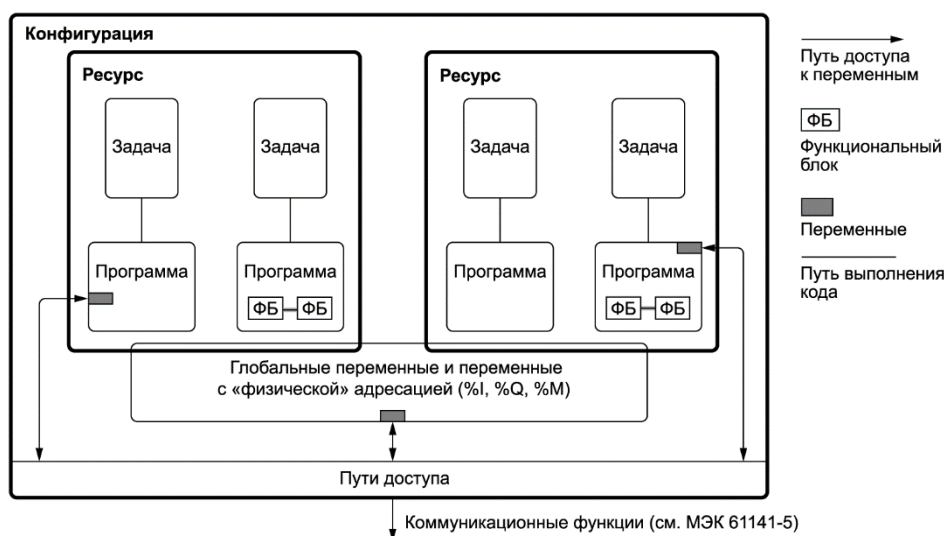 Конфигурация
Ресурс
Задача
Задача
Программа
Программа
ФБ
ФБ
Ресурс
Задача
Задача
Программа
Программа
ФБ
ФБ
Глобальные переменные и переменные
с «физической» адресацией (%I, %Q, %M)
Пути доступа
Коммуникационные функции (см. МЭК 61141-5)
Путь доступа
к переменным
ФБ
Функциональный
блок
Переменные
Путь выполнения
кода